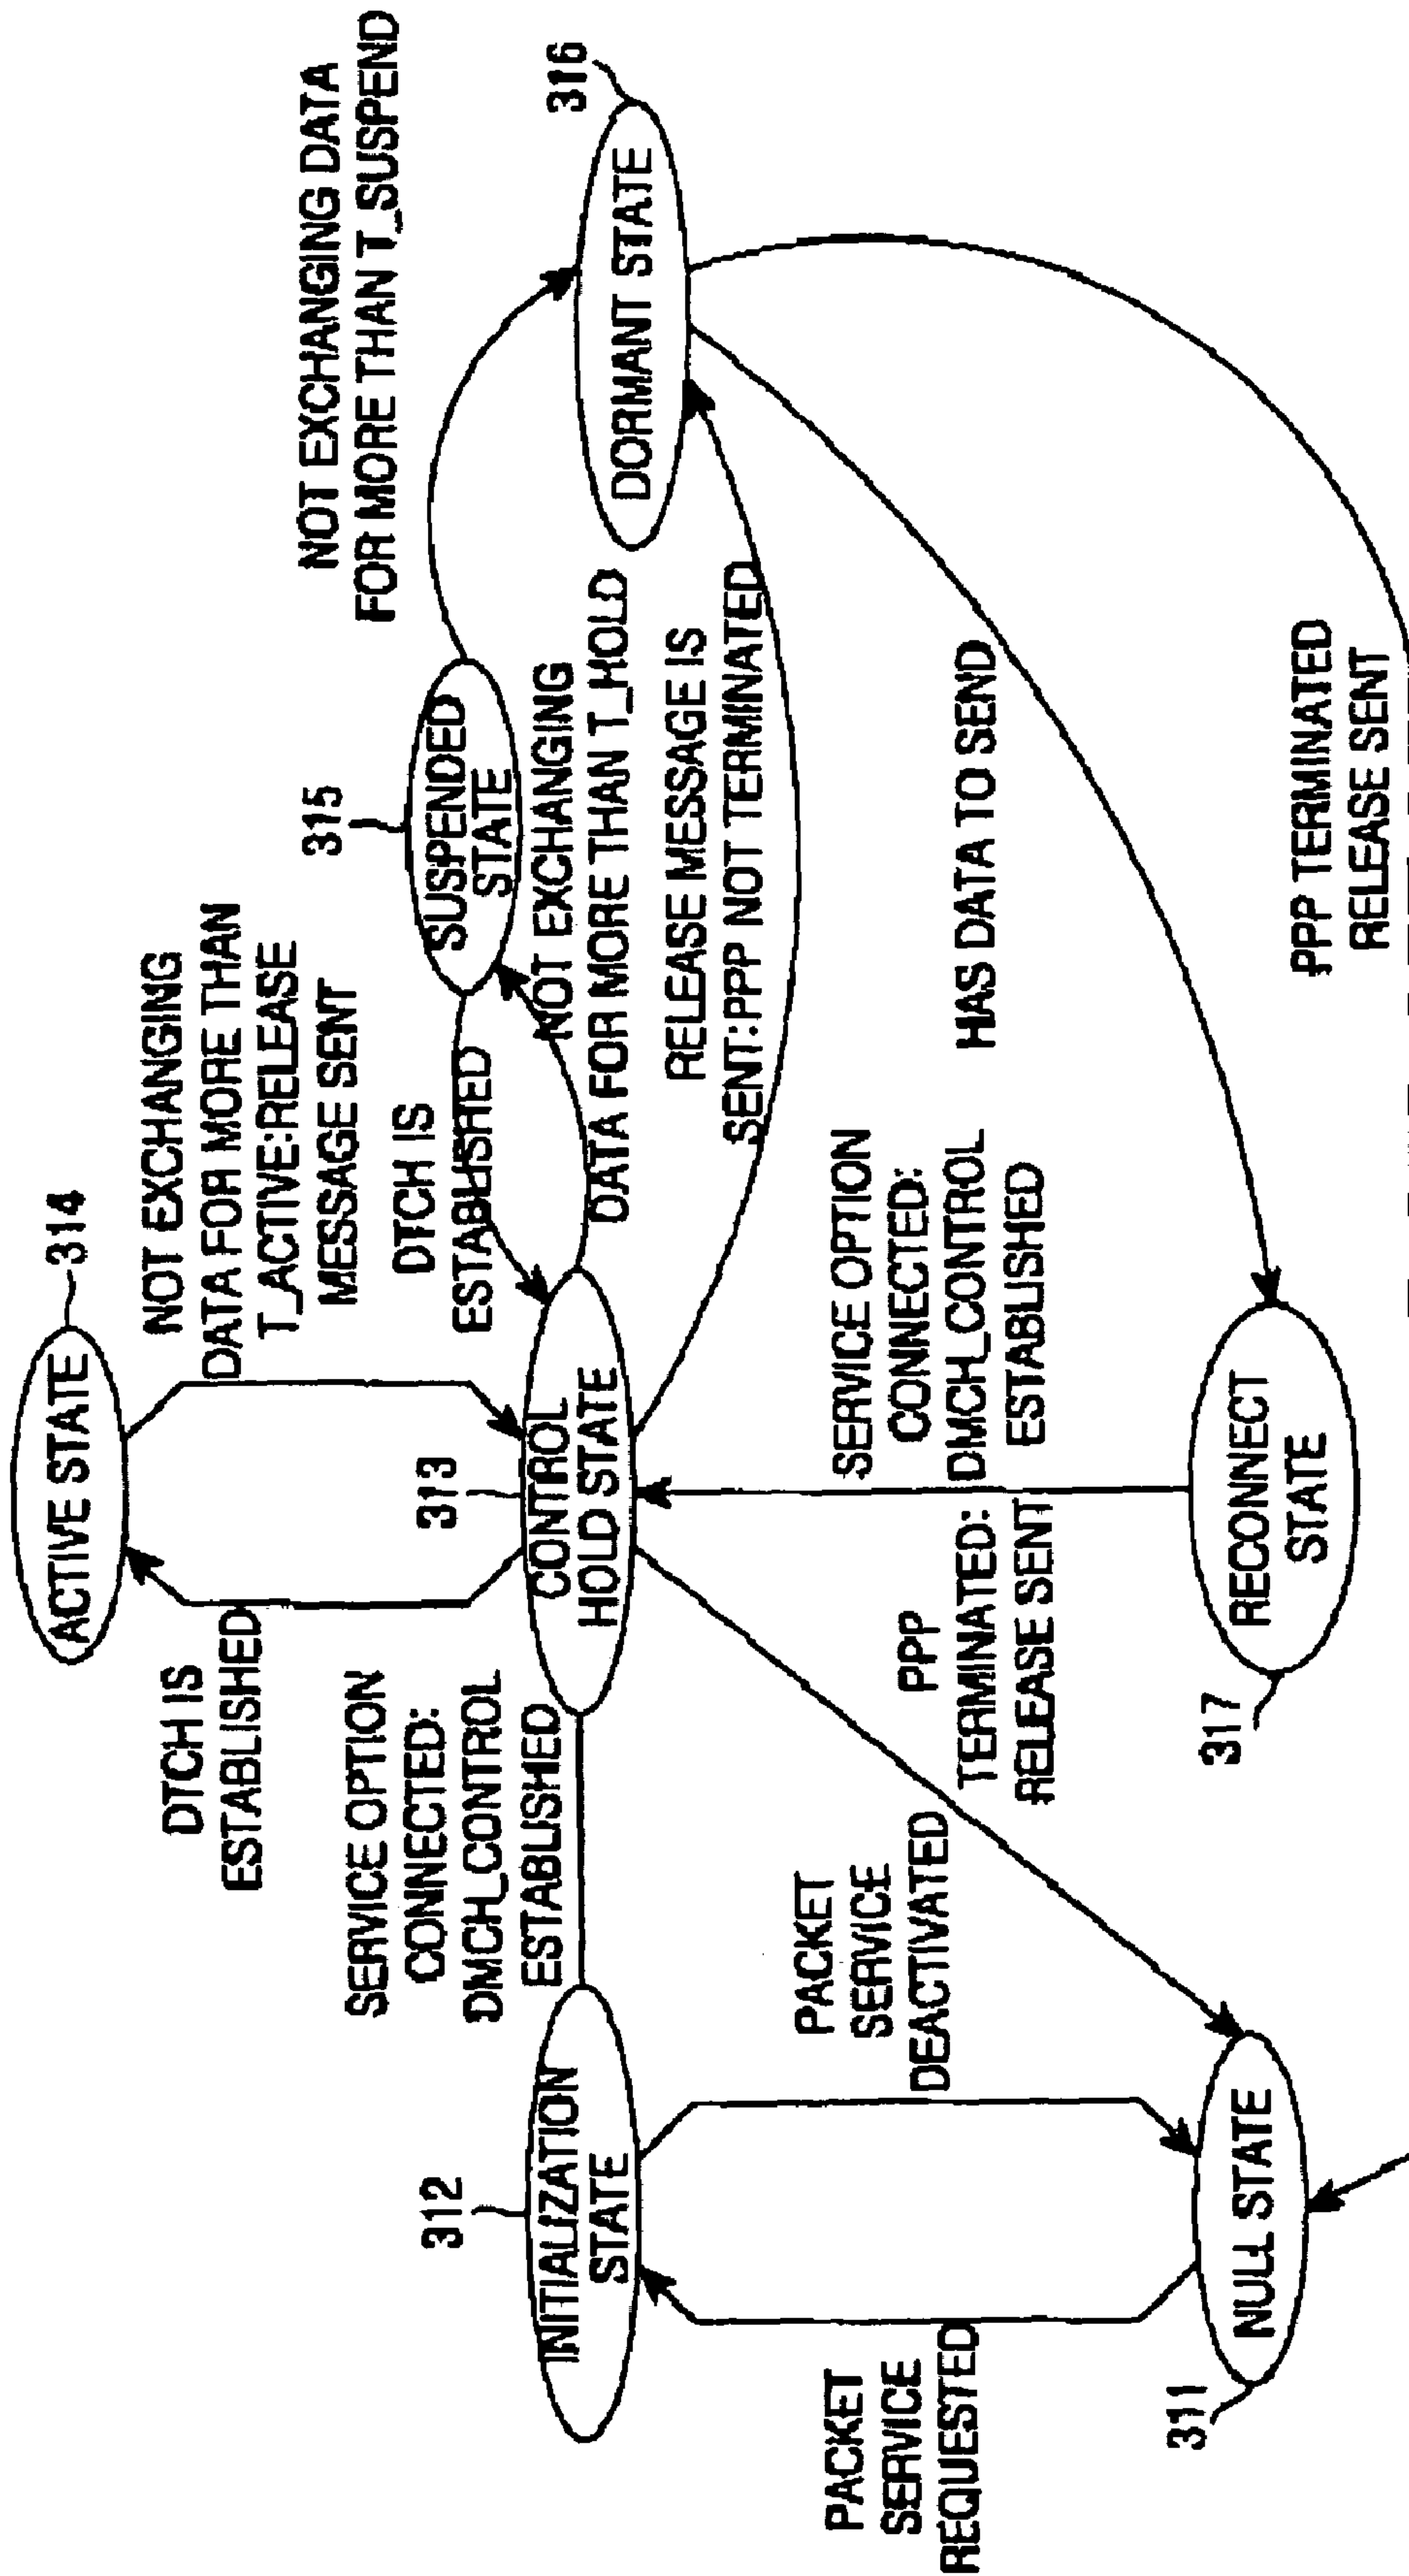 314
ACTIVE STATE
DTCH IS
ESTABLISHED
NOT EXCHANGING
DATA FOR MORE THAN
T_ACTIVE:RELEASE
MESSAGE SENT
315
SUSPENDED
STATE
NOT EXCHANGING DATA
FOR MORE THAN T_SUSPEND
316
DORMANT STATE
312
INITIALIZATION
STATE
SERVICE OPTION
CONNECTED:
DMCH_CONTROL
ESTABLISHED
313
CONTROL
HOLD STATE
DTCH IS
ESTABLISHED
NOT EXCHANGING
DATA FOR MORE THAN T_HOLD
RELEASE MESSAGE IS
SENT:PPP NOT TERMINATED
PACKET
SERVICE
REQUESTED
PACKET
SERVICE
DEACTIVATED
PPP
TERMINATED:
RELEASE SENT
SERVICE OPTION
CONNECTED:
DMCH_CONTROL
ESTABLISHED
HAS DATA TO SEND
311
NULL STATE
317
RECONNECT
STATE
PPP TERMINATED
RELEASE SENT